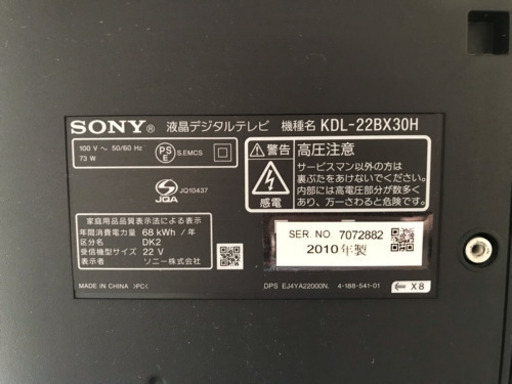 SONY® 液晶デジタルテレビ 機種名 KDL-22BX30H
100 V ～ 50/60 Hz
73 W
PS
E
S.EMCS
JQA
JQ10437
家庭用品品質表示法による表示
年間消費電力量 68 kWh / 年
区分名 DK2
受信機型サイズ 22 V
表示者 ソニー株式会社
MADE IN CHINA >PC<
警告 高圧注意
感電
サービスマン以外の方は
裏ぶたをあけないでください。
内部には高電圧部分が数多く
あり、万一さわると危険です。
SER NO. 7072882
2010 年製
DPS EJ4YA22000N. 4-188-541-01
X8